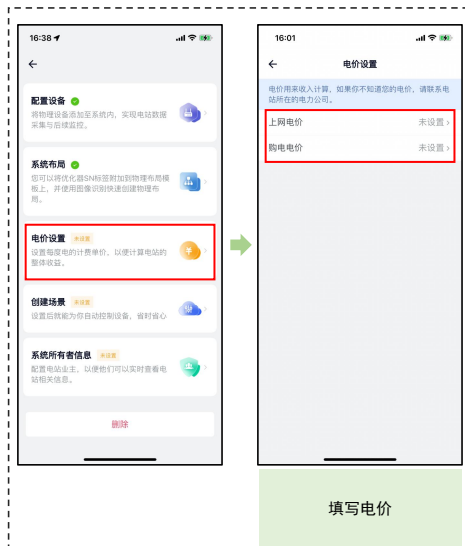 16:38
配置设备
将物理设备添加至系统内，实现电站数据
采集与后续监控。
系统布局
您可以将优化器SN标签附加到物理布局模
板上，并使用图像识别快速创建物理布
局。
电价设置 未设置
设置每度电的计费单价，以便计算电站的
整体收益。
创建场景 未设置
设置后就能为你自动控制设备，省时省心
系统所有者信息 未设置
配置电站业主，以便他们可以实时查看电
站相关信息。
删除
16:01
电价设置
电价用来收入计算，如果你不知道您的电价，请联系电
站所在的电力公司。
上网电价 未设置
购电电价 未设置
填写电价